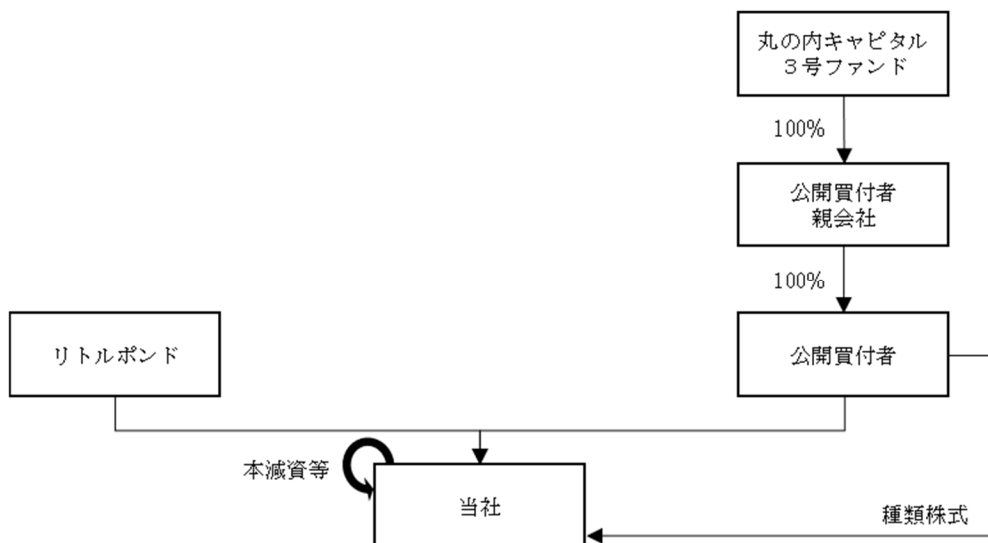 丸の内キャピタル
３号ファンド
100%
公開買付者
親会社
100%
リトルポンド
公開買付者
本減資等
当社
種類株式